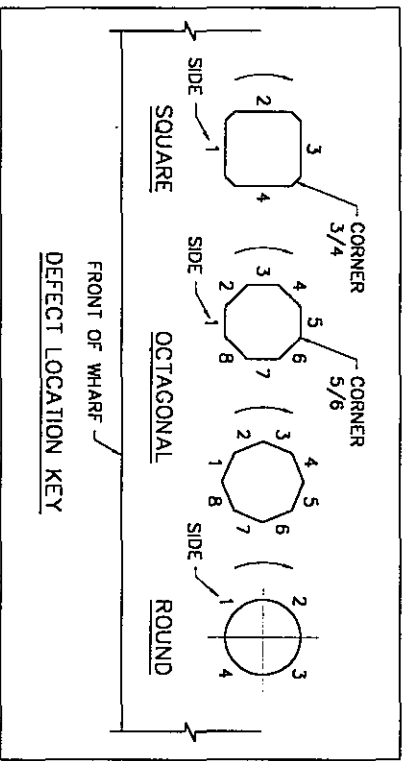 CORNER
3/4
CORNER
5/6
3
2
4
1
SIDE
SQUARE
4
3
5
2
6
1
8
7
SIDE
OCTAGONAL
3
4
2
5
1
6
8
7
2
3
1
4
SIDE
ROUND
FRONT OF WHARF
DEFECT LOCATION KEY